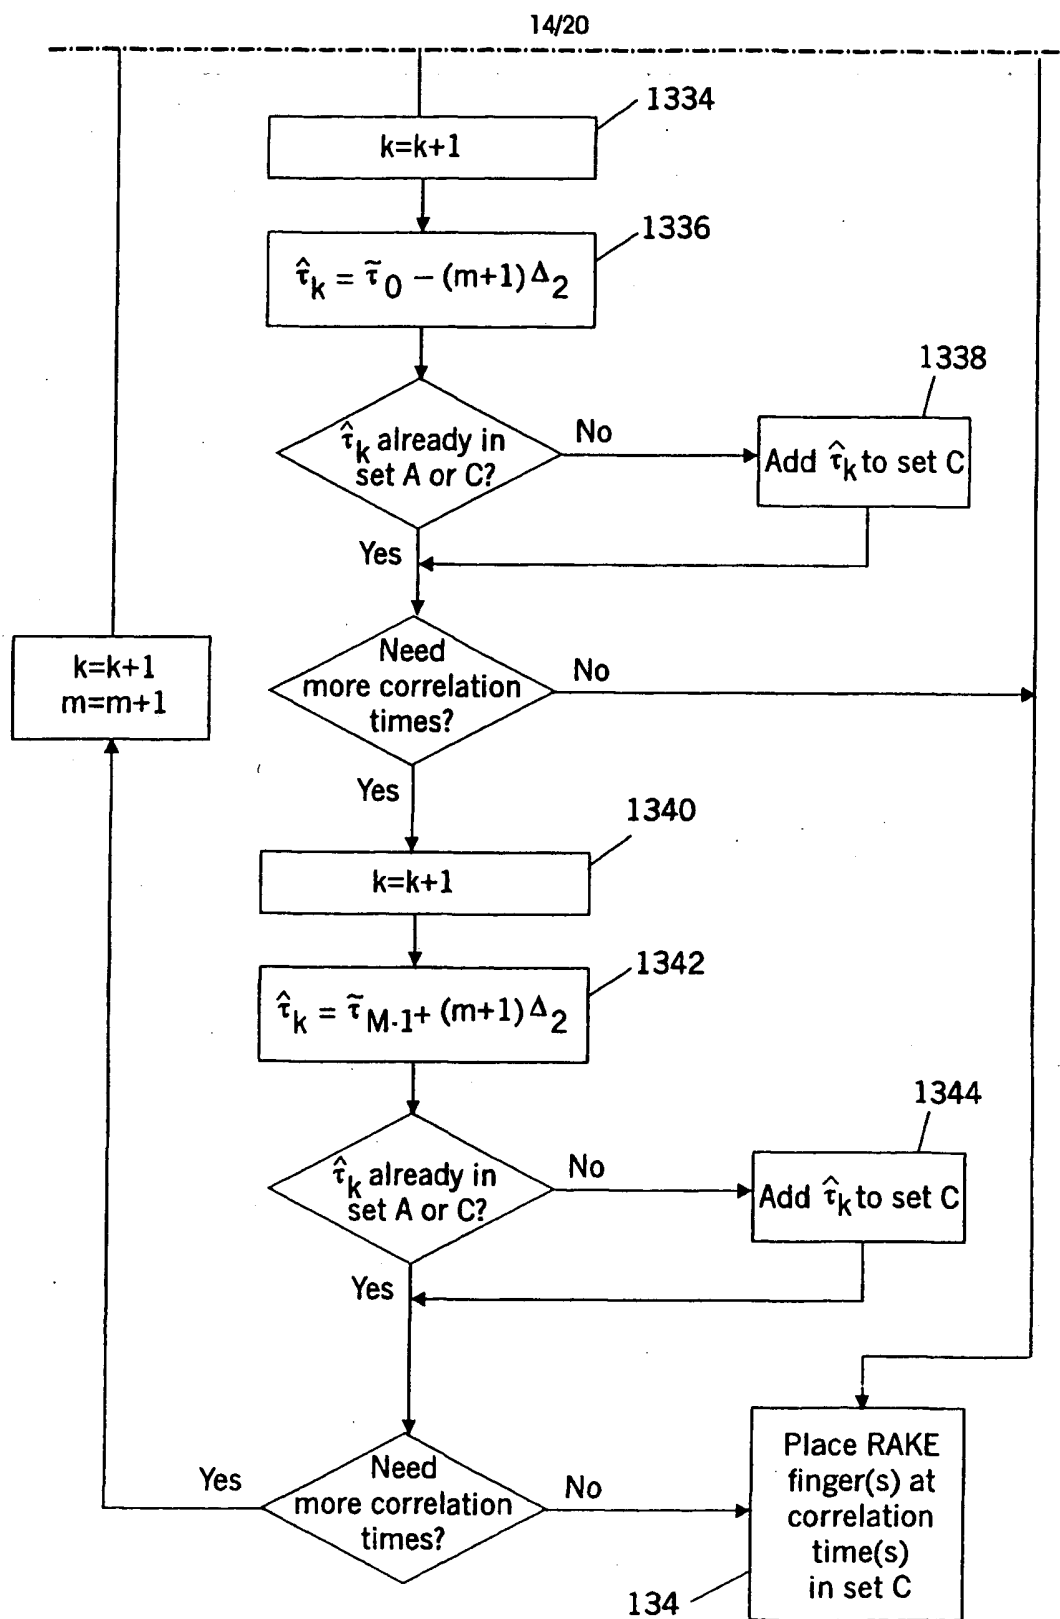 14/20
1334
k=k+1
1336
τ̂k = τ̃0 − (m+1) Δ2
1338
τ̂k already in
set A or C?
No
Add τ̂k to set C
Yes
Need
more correlation
times?
No
k=k+1
m=m+1
Yes
1340
k=k+1
1342
τ̂k = τ̃M-1+ (m+1) Δ2
1344
τ̂k already in
set A or C?
No
Add τ̂k to set C
Yes
Yes
Need
more correlation
times?
No
Place RAKE
finger(s) at
correlation
time(s)
in set C
134